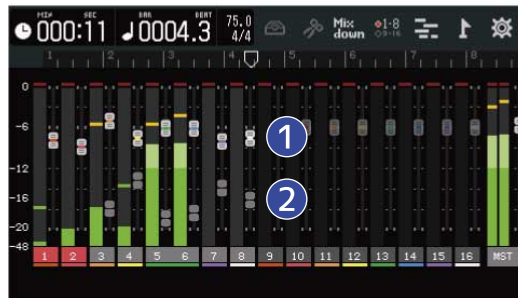 MIN SEC BAR BEAT
000:11 0004.3 75.0 4/4 Mix down 1-8 9-16
1 2 3 4 5 6 7 8
0
-6
-12
-16
-20
-48
1
2
1 2 3 4 5 6 7 8 9 10 11 12 13 14 15 16 MST